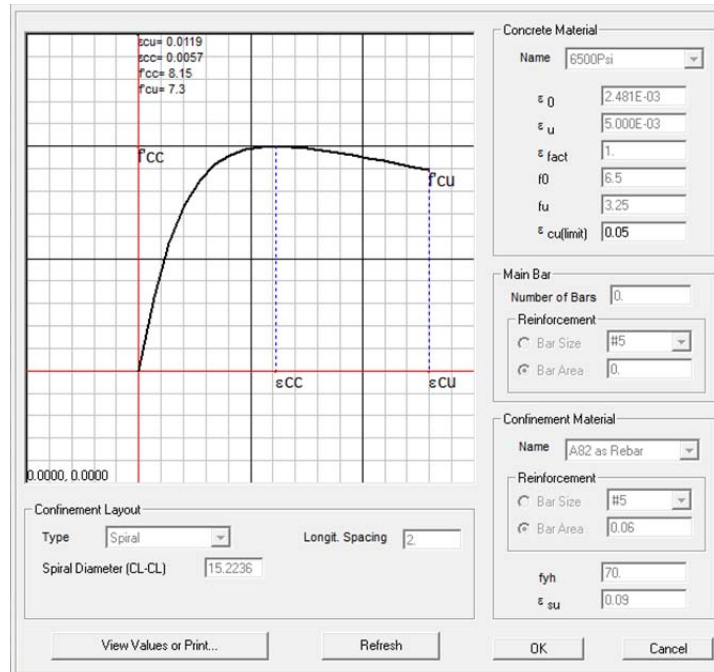 εcu= 0.0119
εcc= 0.0057
f'cc= 8.15
f'cu= 7.3
f'cc
f'cu
εcc
εcu
0.0000, 0.0000
Confinement Layout
Type Spiral Longit. Spacing 2.
Spiral Diameter (CL-CL) 15.2236
View Values or Print... Refresh
Concrete Material
Name 6500Psi
ε 0 2.481E-03
ε u 5.000E-03
ε fact 1.
f0 6.5
fu 3.25
ε cu(limit) 0.05
Main Bar
Number of Bars 0.
Reinforcement
Bar Size #5
Bar Area 0.
Confinement Material
Name A82 as Rebar
Reinforcement
Bar Size #5
Bar Area 0.06
fyh 70.
ε su 0.09
OK Cancel